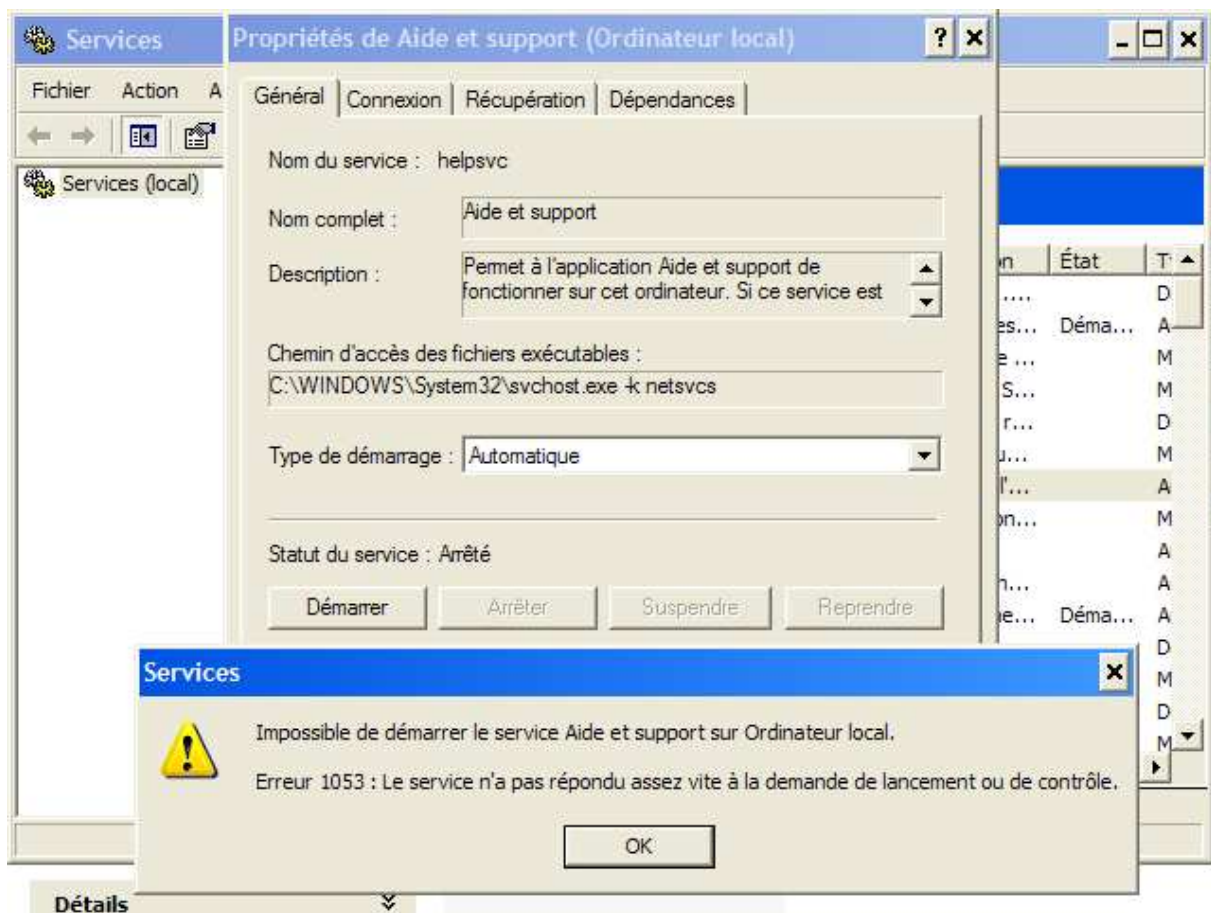 Services
Propriétés de Aide et support (Ordinateur local)
Fichier Action A
Général Connexion Récupération Dépendances
Services (local)
Nom du service : helpsvc
Nom complet : Aide et support
Description : Permet à l'application Aide et support de
fonctionner sur cet ordinateur. Si ce service est
Chemin d'accès des fichiers exécutables :
C:\WINDOWS\System32\svchost.exe -k netsvcs
Type de démarrage : Automatique
Statut du service : Arrêté
Démarrer Arrêter Suspendre Reprendre
État
D
Déma... A
M
M
D
M
A
M
A
A
Déma... A
D
M
D
M
Services
Impossible de démarrer le service Aide et support sur Ordinateur local.
Erreur 1053 : Le service n'a pas répondu assez vite à la demande de lancement ou de contrôle.
OK
Détails